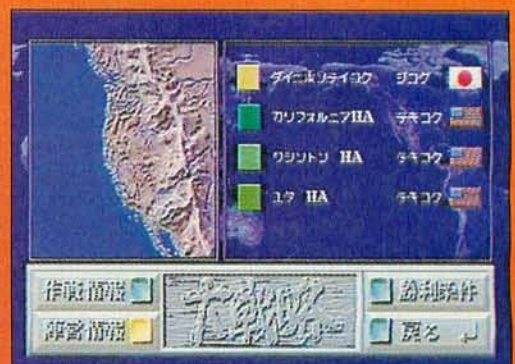 ダイニホンテイコク ジコク
カリフォルニアHA テキコク
ワシントン HA テキコク
ユタ HA テキコク
作戦情報
勝利条件
軍営情報
戻る